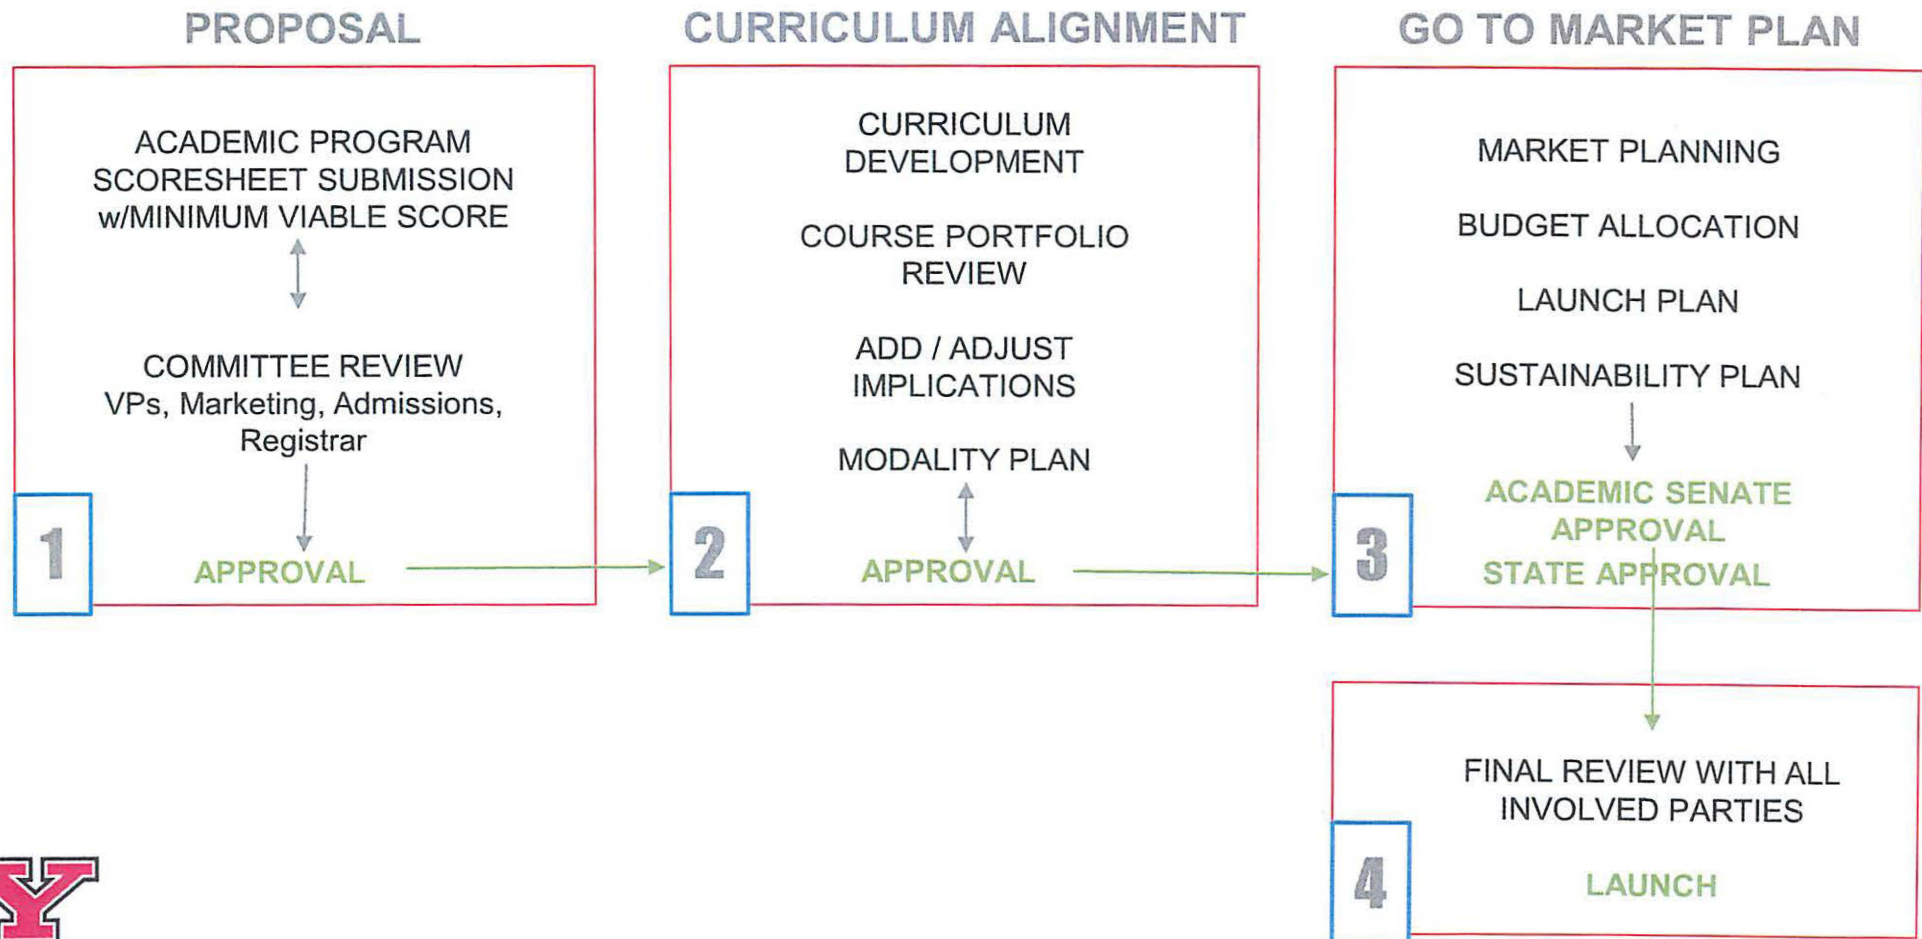 PROPOSAL
ACADEMIC PROGRAM
SCORESHEET SUBMISSION
w/MINIMUM VIABLE SCORE
COMMITTEE REVIEW
VPs, Marketing, Admissions,
Registrar
APPROVAL
1
CURRICULUM ALIGNMENT
CURRICULUM
DEVELOPMENT
COURSE PORTFOLIO
REVIEW
ADD / ADJUST
IMPLICATIONS
MODALITY PLAN
APPROVAL
2
GO TO MARKET PLAN
MARKET PLANNING
BUDGET ALLOCATION
LAUNCH PLAN
SUSTAINABILITY PLAN
ACADEMIC SENATE
APPROVAL
STATE APPROVAL
3
FINAL REVIEW WITH ALL
INVOLVED PARTIES
LAUNCH
4
Y